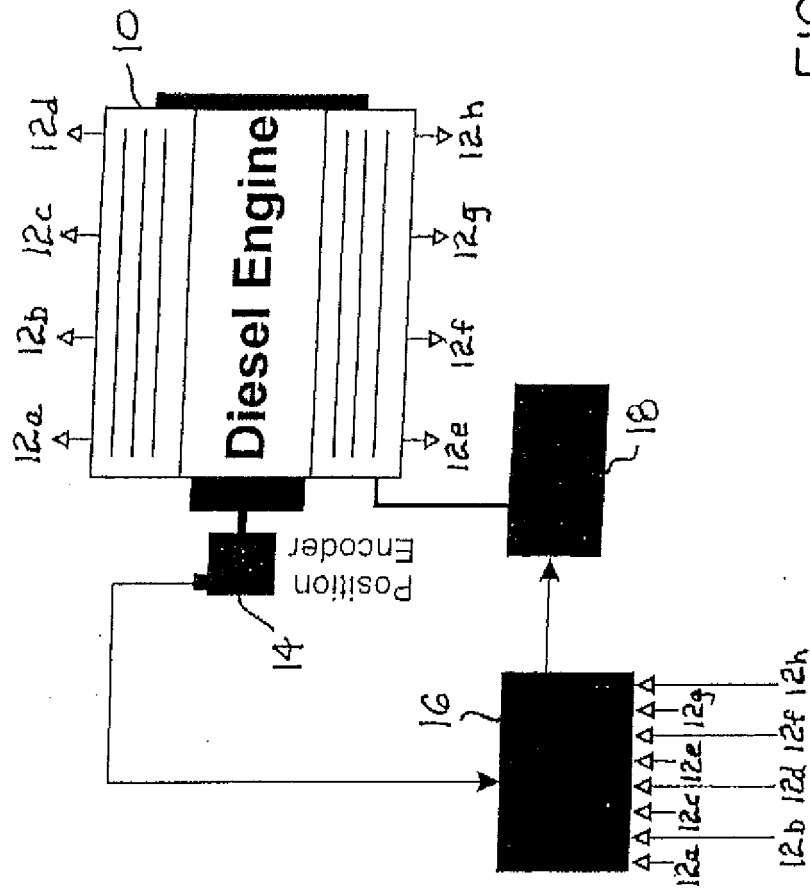 12a
12b
12c
12d
10
Diesel Engine
12e
12f
12g
12h
Position
Encoder
14
18
16
12a
12b
12c
12d
12e
12f
12g
12h